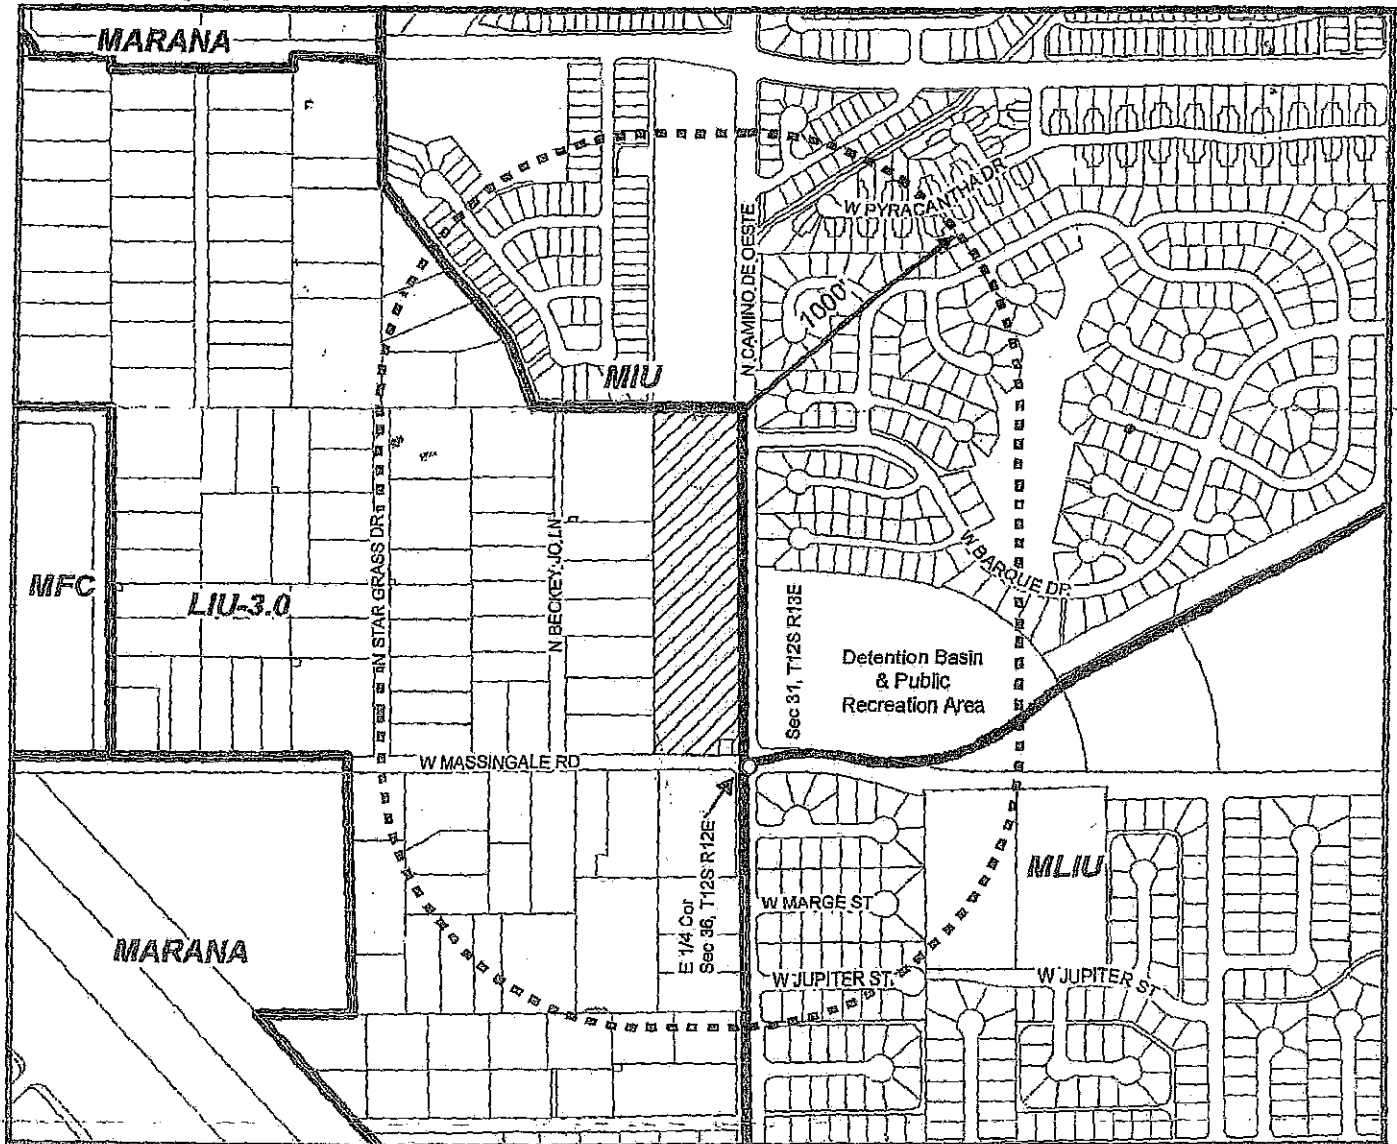 MARANA
W PYRACANTHA DR
N CAMINO DE OESTE
1000'
MIU
N STAR GRASS DR
N BECKEY JO LN
W BARQUE DR
MFC
LIU-3.0
Sec 31, T12S R13E
Detention Basin
& Public
Recreation Area
W MASSINGALE RD
E 1/4 Cor
Sec 36, T12S R12E
MLIU
W MARGE ST
MARANA
W JUPITER ST
W JUPITER ST